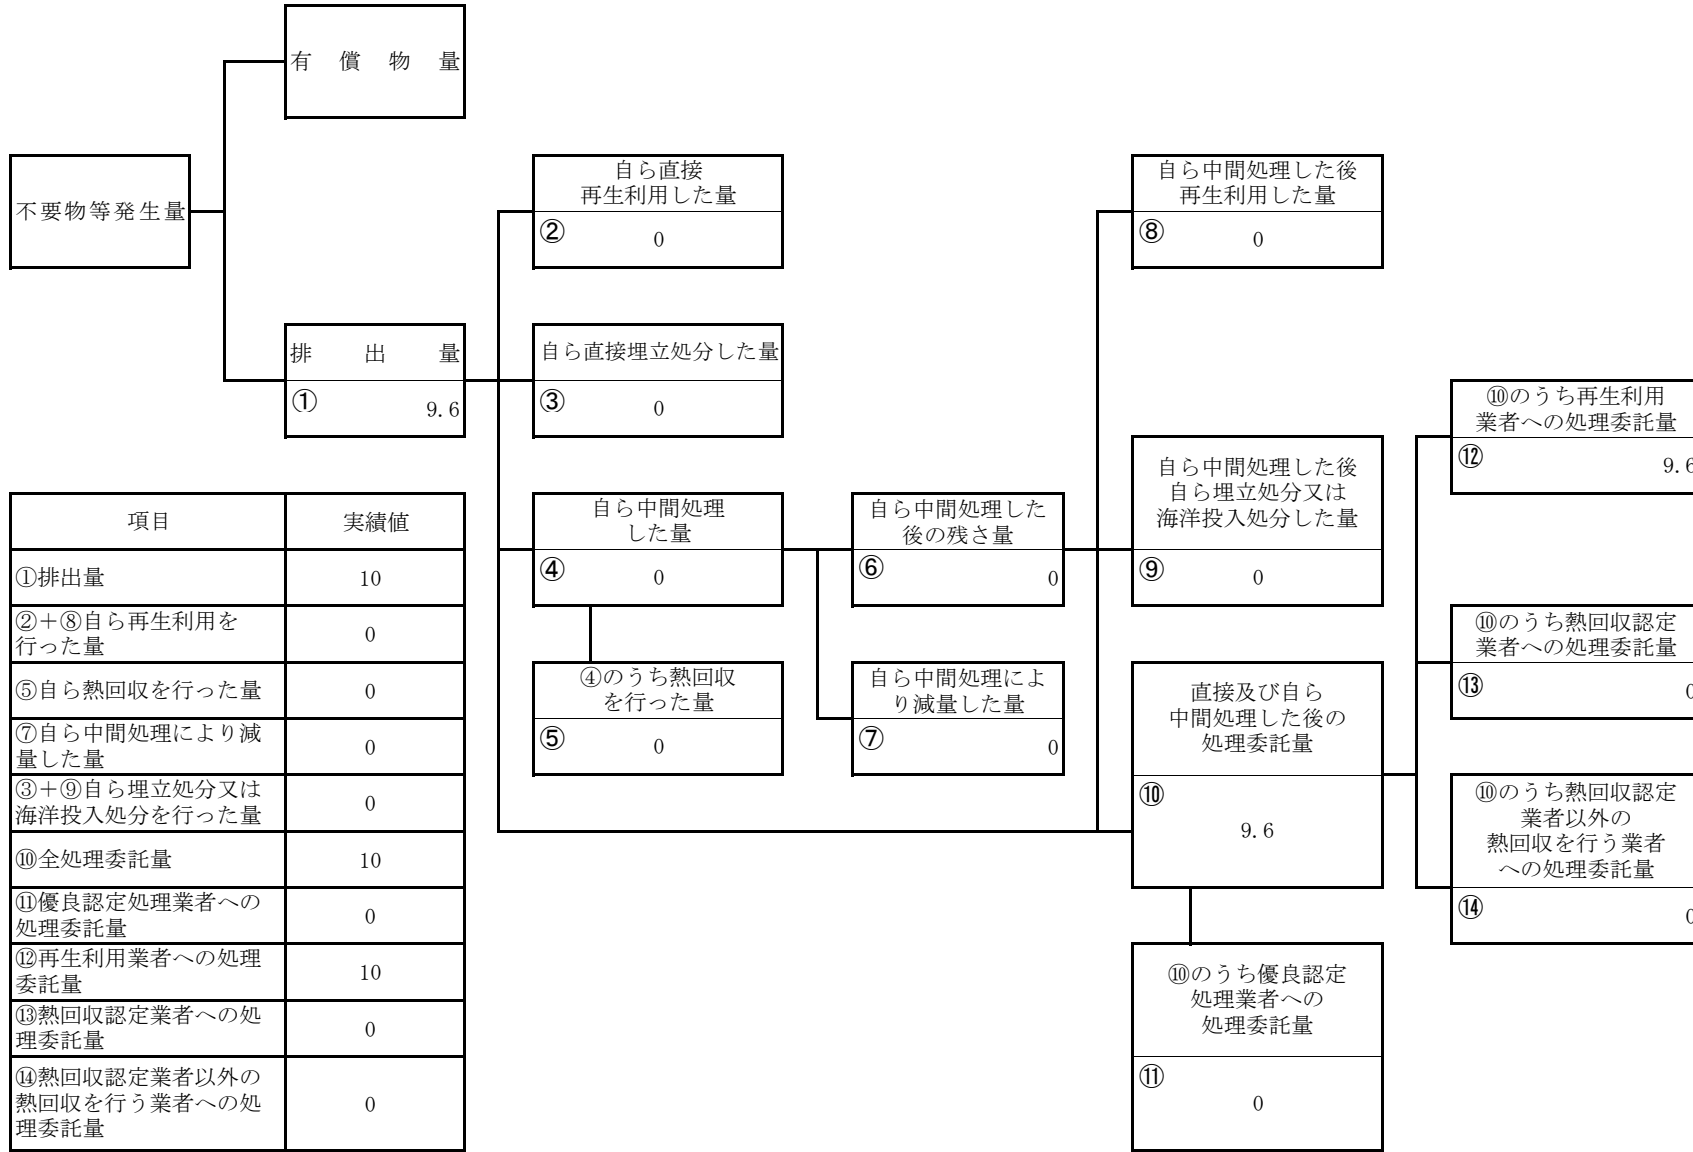 有償物量
不要物等発生量
排出量
① 9.6
自ら直接
再生利用した量
② 0
自ら直接埋立処分した量
③ 0
自ら中間処理
した量
④ 0
④のうち熱回収
を行った量
⑤ 0
自ら中間処理した
後の残さ量
⑥ 0
自ら中間処理によ
り減量した量
⑦ 0
自ら中間処理した後
再生利用した量
⑧ 0
自ら中間処理した後
自ら埋立処分又は
海洋投入処分した量
⑨ 0
直接及び自ら
中間処理した後の
処理委託量
⑩
9.6
⑩のうち優良認定
処理業者への
処理委託量
⑪
0
⑩のうち再生利用
業者への処理委託量
⑫ 9.6
⑩のうち熱回収認定
業者への処理委託量
⑬ 0
⑩のうち熱回収認定
業者以外の
熱回収を行う業者
への処理委託量
⑭ 0
項目 実績値
①排出量 10
②＋⑧自ら再生利用を
行った量 0
⑤自ら熱回収を行った量 0
⑦自ら中間処理により減
量した量 0
③＋⑨自ら埋立処分又は
海洋投入処分を行った量 0
⑩全処理委託量 10
⑪優良認定処理業者への
処理委託量 0
⑫再生利用業者への処理
委託量 10
⑬熱回収認定業者への処
理委託量 0
⑭熱回収認定業者以外の
熱回収を行う業者への処
理委託量 0